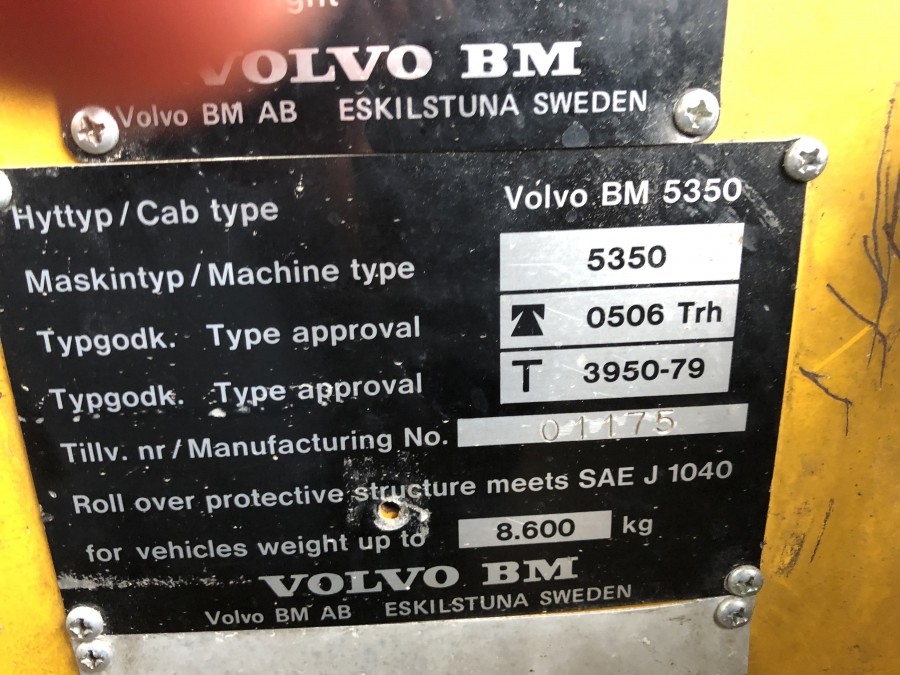 VOLVO BM
Volvo BM AB ESKILSTUNA SWEDEN
Hyttyp/Cab type Volvo BM 5350
Maskintyp/Machine type 5350
Typgodk. Type approval 0506 Trh
Typgodk. Type approval T 3950-79
Tillv. nr/Manufacturing No. 01175
Roll over protective structure meets SAE J 1040
for vehicles weight up to 8.600 kg
VOLVO BM
Volvo BM AB ESKILSTUNA SWEDEN